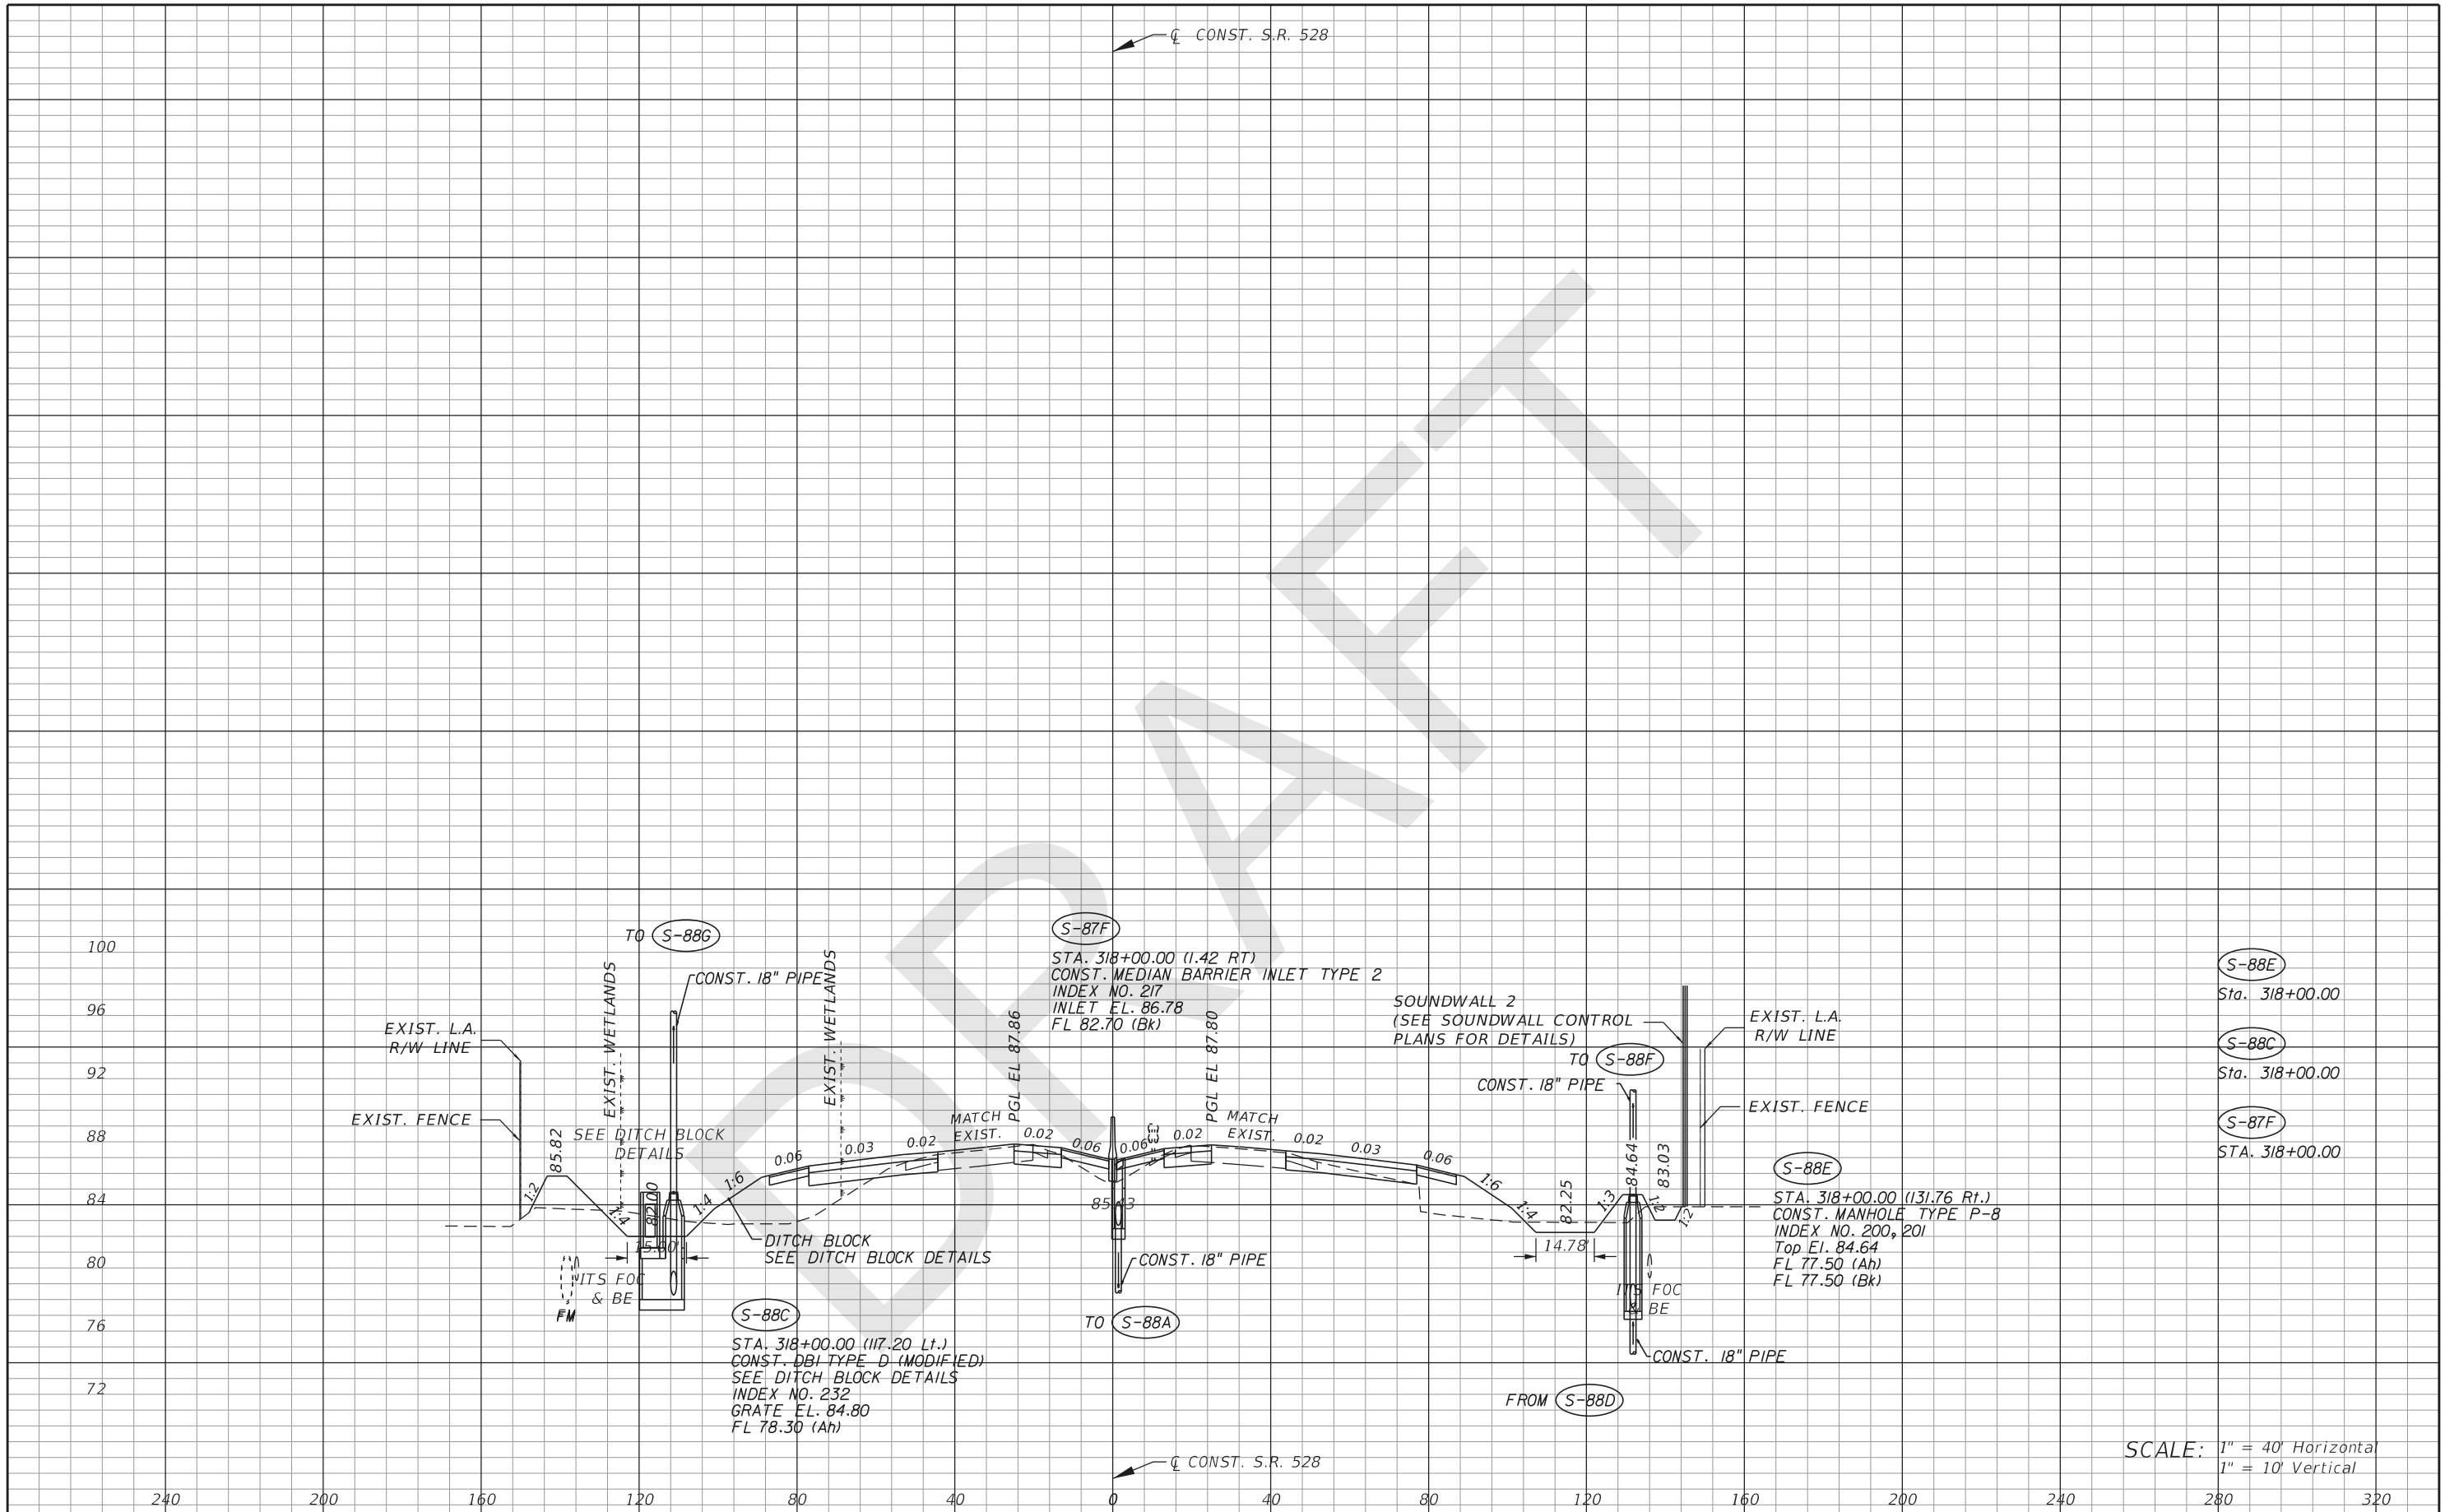 ℄ CONST. S.R. 528
DRAFT
100
96
92
88
84
80
76
72
TO S-88G
CONST. 18" PIPE
EXIST. WETLANDS
EXIST. WETLANDS
EXIST. L.A.
R/W LINE
EXIST. FENCE
85.82
SEE DITCH BLOCK
DETAILS
1:2
1:4
82.00
15.00'
1:4
1:6
0.06
0.03
0.02
MATCH
EXIST.
PGL EL 87.86
0.02
0.06
ITS FOC
& BE
FM
DITCH BLOCK
SEE DITCH BLOCK DETAILS
S-88C
STA. 318+00.00 (117.20 Lt.)
CONST. DBI TYPE D (MODIFIED)
SEE DITCH BLOCK DETAILS
INDEX NO. 232
GRATE EL. 84.80
FL 78.30 (Ah)
S-87F
STA. 318+00.00 (1.42 RT)
CONST. MEDIAN BARRIER INLET TYPE 2
INDEX NO. 217
INLET EL. 86.78
FL 82.70 (Bk)
85.43
0.06
0.02
PGL EL 87.80
MATCH
EXIST.
0.02
0.03
0.06
CONST. 18" PIPE
TO S-88A
SOUNDWALL 2
(SEE SOUNDWALL CONTROL
PLANS FOR DETAILS)
TO S-88F
CONST. 18" PIPE
EXIST. L.A.
R/W LINE
EXIST. FENCE
1:6
1:4
82.25
14.78'
1:3
84.64
1:2
83.03
1:2
ITS FOC
& BE
CONST. 18" PIPE
FROM S-88D
S-88E
STA. 318+00.00 (131.76 Rt.)
CONST. MANHOLE TYPE P-8
INDEX NO. 200, 201
Top El. 84.64
FL 77.50 (Ah)
FL 77.50 (Bk)
S-88E
Sta. 318+00.00
S-88C
Sta. 318+00.00
S-87F
STA. 318+00.00
℄ CONST. S.R. 528
SCALE: 1" = 40' Horizontal
1" = 10' Vertical
240 200 160 120 80 40 0 40 80 120 160 200 240 280 320